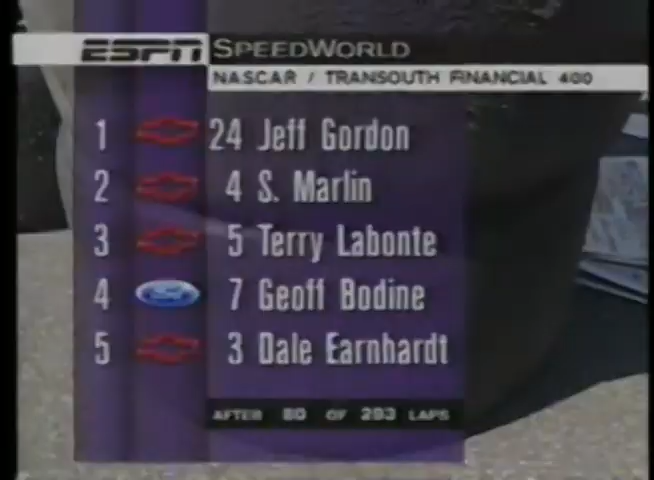 ESPN SPEEDWORLD
NASCAR / TRANSOUTH FINANCIAL 400
1 24 Jeff Gordon
2 4 S. Marlin
3 5 Terry Labonte
4 7 Geoff Bodine
5 3 Dale Earnhardt
AFTER 80 OF 293 LAPS